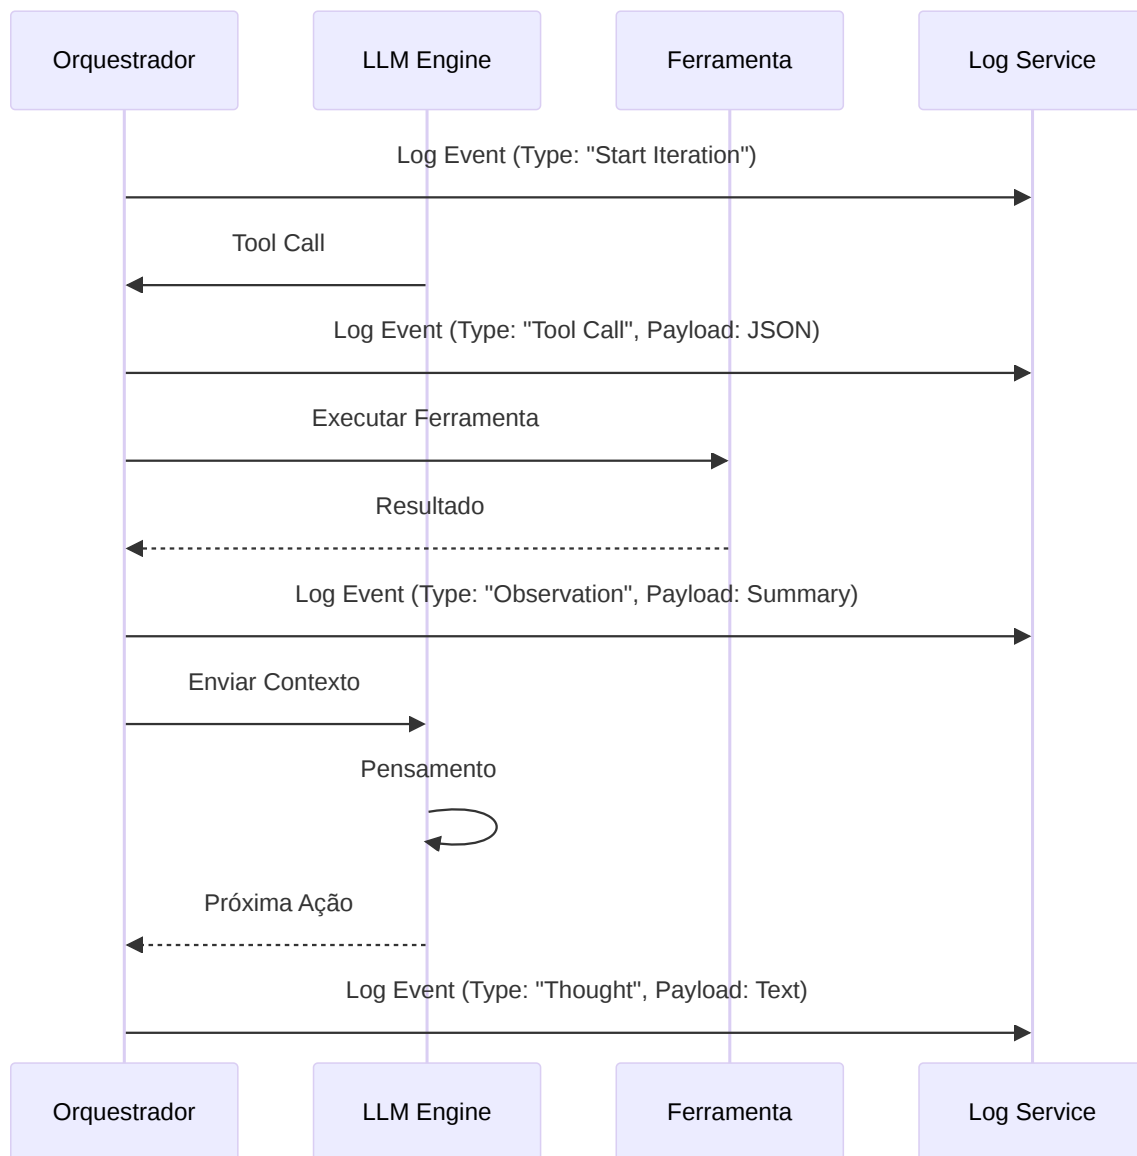 Orquestrador
LLM Engine
Ferramenta
Log Service
Log Event (Type: "Start Iteration")
Tool Call
Log Event (Type: "Tool Call", Payload: JSON)
Executar Ferramenta
Resultado
Log Event (Type: "Observation", Payload: Summary)
Enviar Contexto
Pensamento
Próxima Ação
Log Event (Type: "Thought", Payload: Text)
Orquestrador
LLM Engine
Ferramenta
Log Service